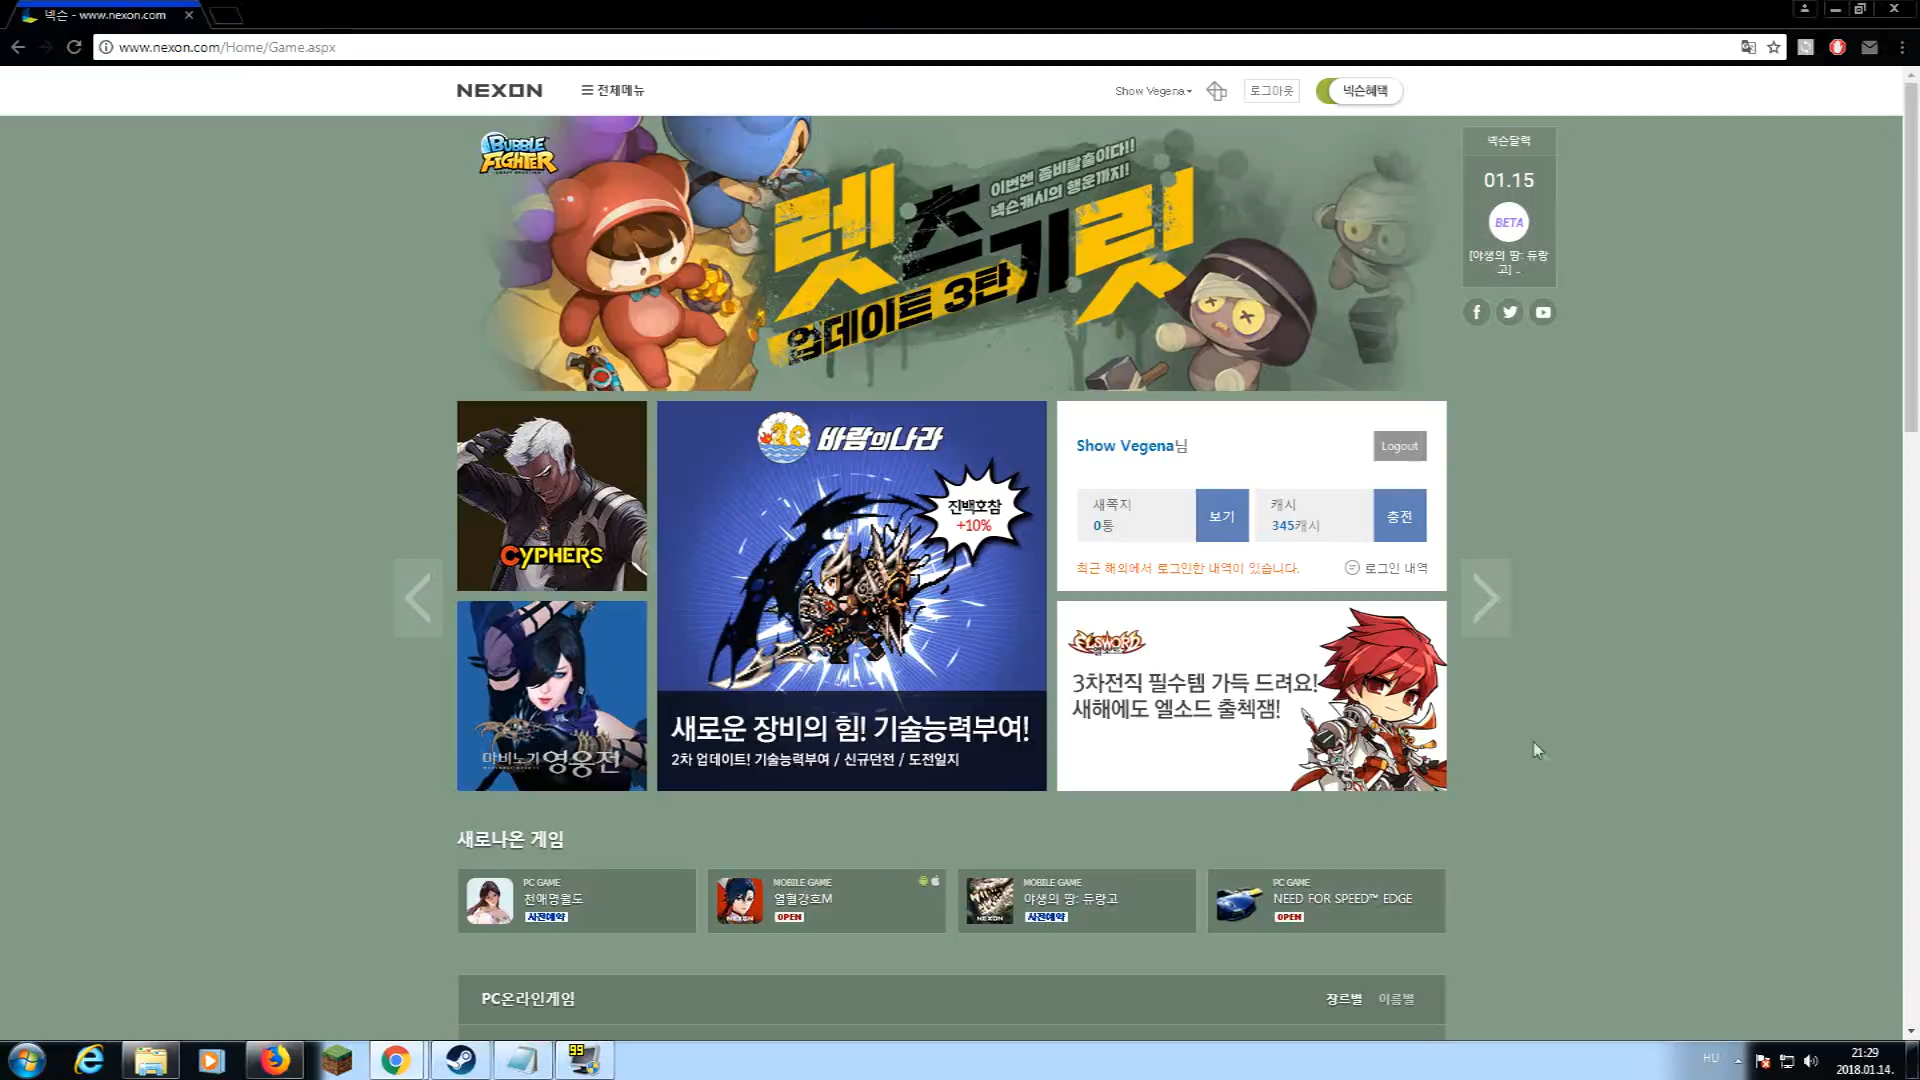 넥슨 - www.nexon.com
www.nexon.com/Home/Game.aspx
NEXON
전체메뉴
Show Vegena
로그아웃
넥슨혜택
BUBBLE FIGHTER
이번엔 좀비탈출이다!!
넥슨캐시의 행운까지!
렛츠기릿
업데이트 3탄
넥슨달력
01.15
BETA
[야생의 땅: 듀랑
고] ..
CYPHERS
바람의나라
진백호참
+10%
새로운 장비의 힘! 기술능력부여!
2차 업데이트! 기술능력부여 / 신규던전 / 도전일지
Show Vegena님
Logout
새쪽지
0통
보기
캐시
345캐시
충전
최근 해외에서 로그인한 내역이 있습니다.
로그인 내역
마비노기 영웅전
ELSWORD
엘소드
3차전직 필수템 가득 드려요!
새해에도 엘소드 출첵잼!
새로나온 게임
PC GAME
천애명월도
사전예약
MOBILE GAME
열혈강호M
OPEN
NEXON
MOBILE GAME
야생의 땅: 듀랑고
사전예약
NEXON
PC GAME
NEED FOR SPEED™ EDGE
OPEN
PC온라인게임
장르별
이름별
99
HU
21:29
2018.01.14.